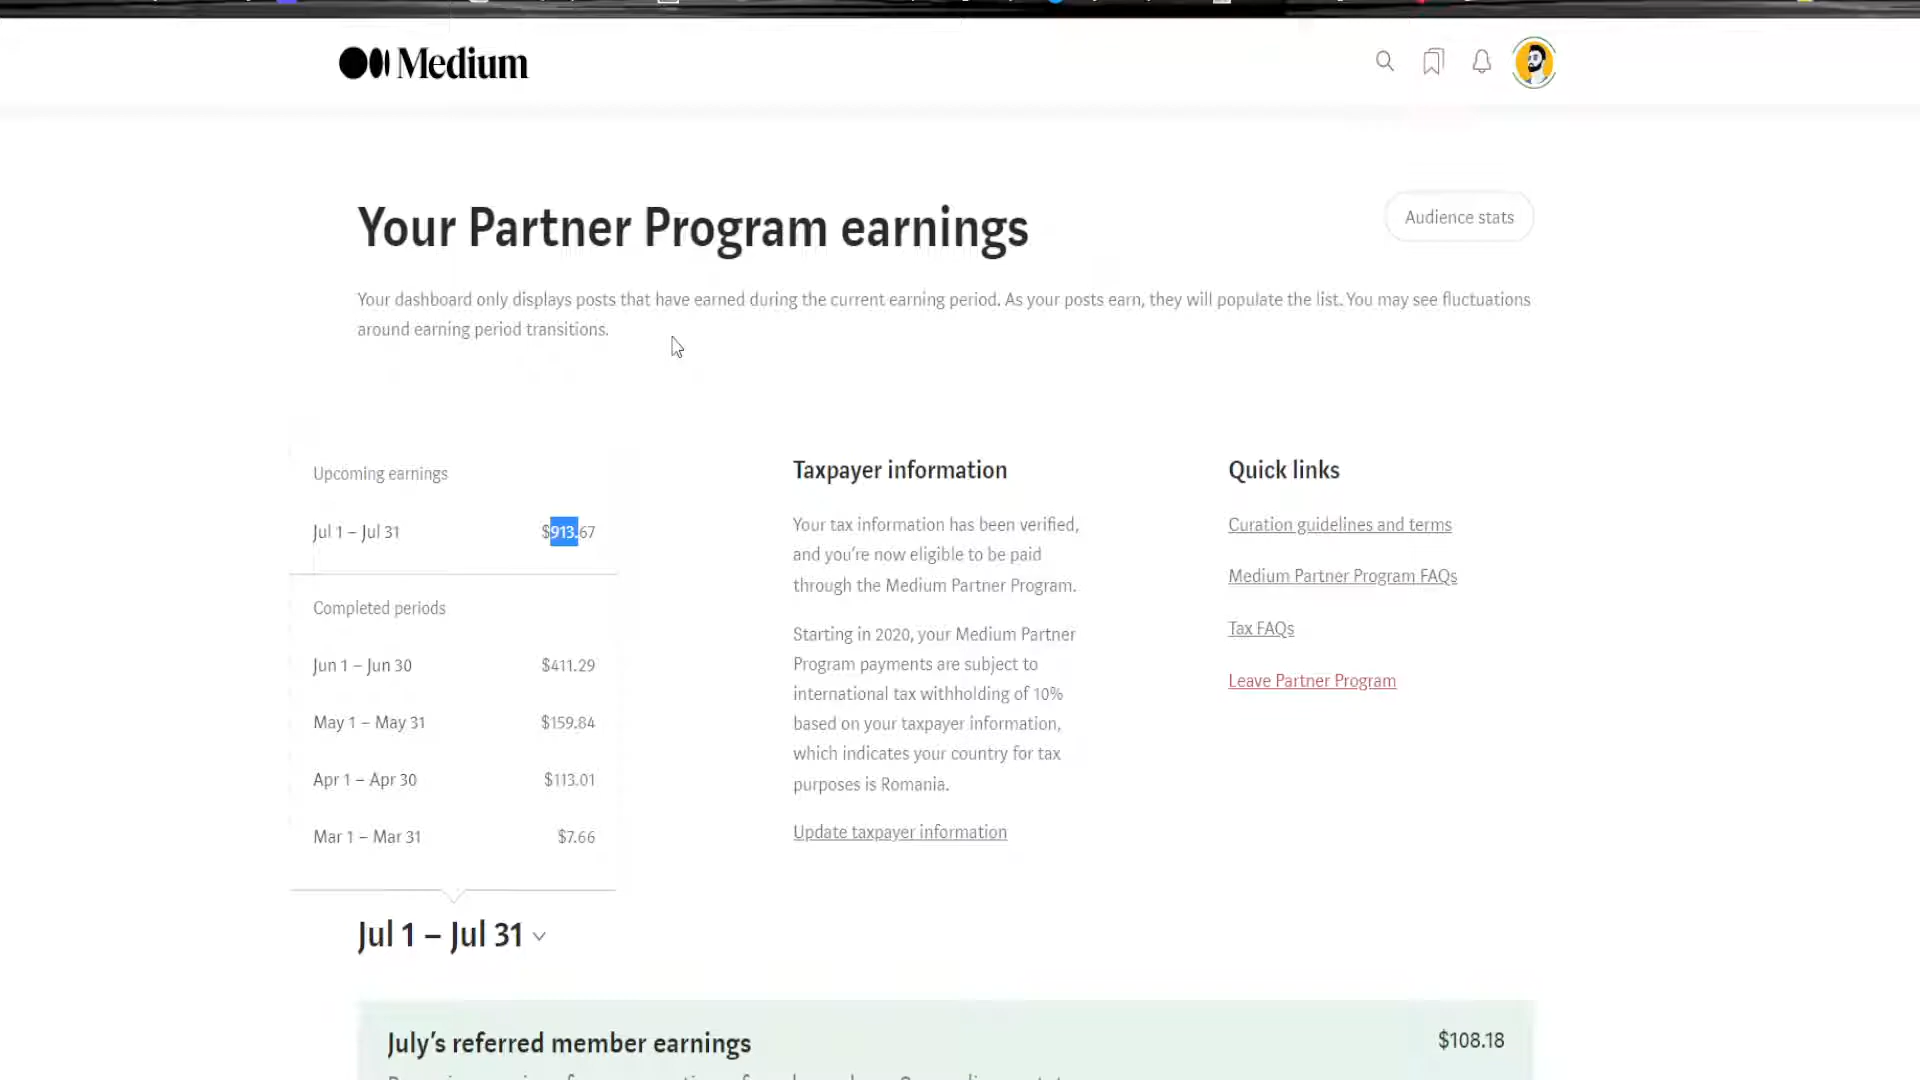 Medium
Your Partner Program earnings
Audience stats
Your dashboard only displays posts that have earned during the current earning period. As your posts earn, they will populate the list. You may see fluctuations
around earning period transitions.
Upcoming earnings
Jul 1 – Jul 31 $913.67
Completed periods
Jun 1 – Jun 30 $411.29
May 1 – May 31 $159.84
Apr 1 – Apr 30 $113.01
Mar 1 – Mar 31 $7.66
Jul 1 – Jul 31
Taxpayer information
Your tax information has been verified,
and you’re now eligible to be paid
through the Medium Partner Program.
Starting in 2020, your Medium Partner
Program payments are subject to
international tax withholding of 10%
based on your taxpayer information,
which indicates your country for tax
purposes is Romania.
Update taxpayer information
Quick links
Curation guidelines and terms
Medium Partner Program FAQs
Tax FAQs
Leave Partner Program
July’s referred member earnings $108.18